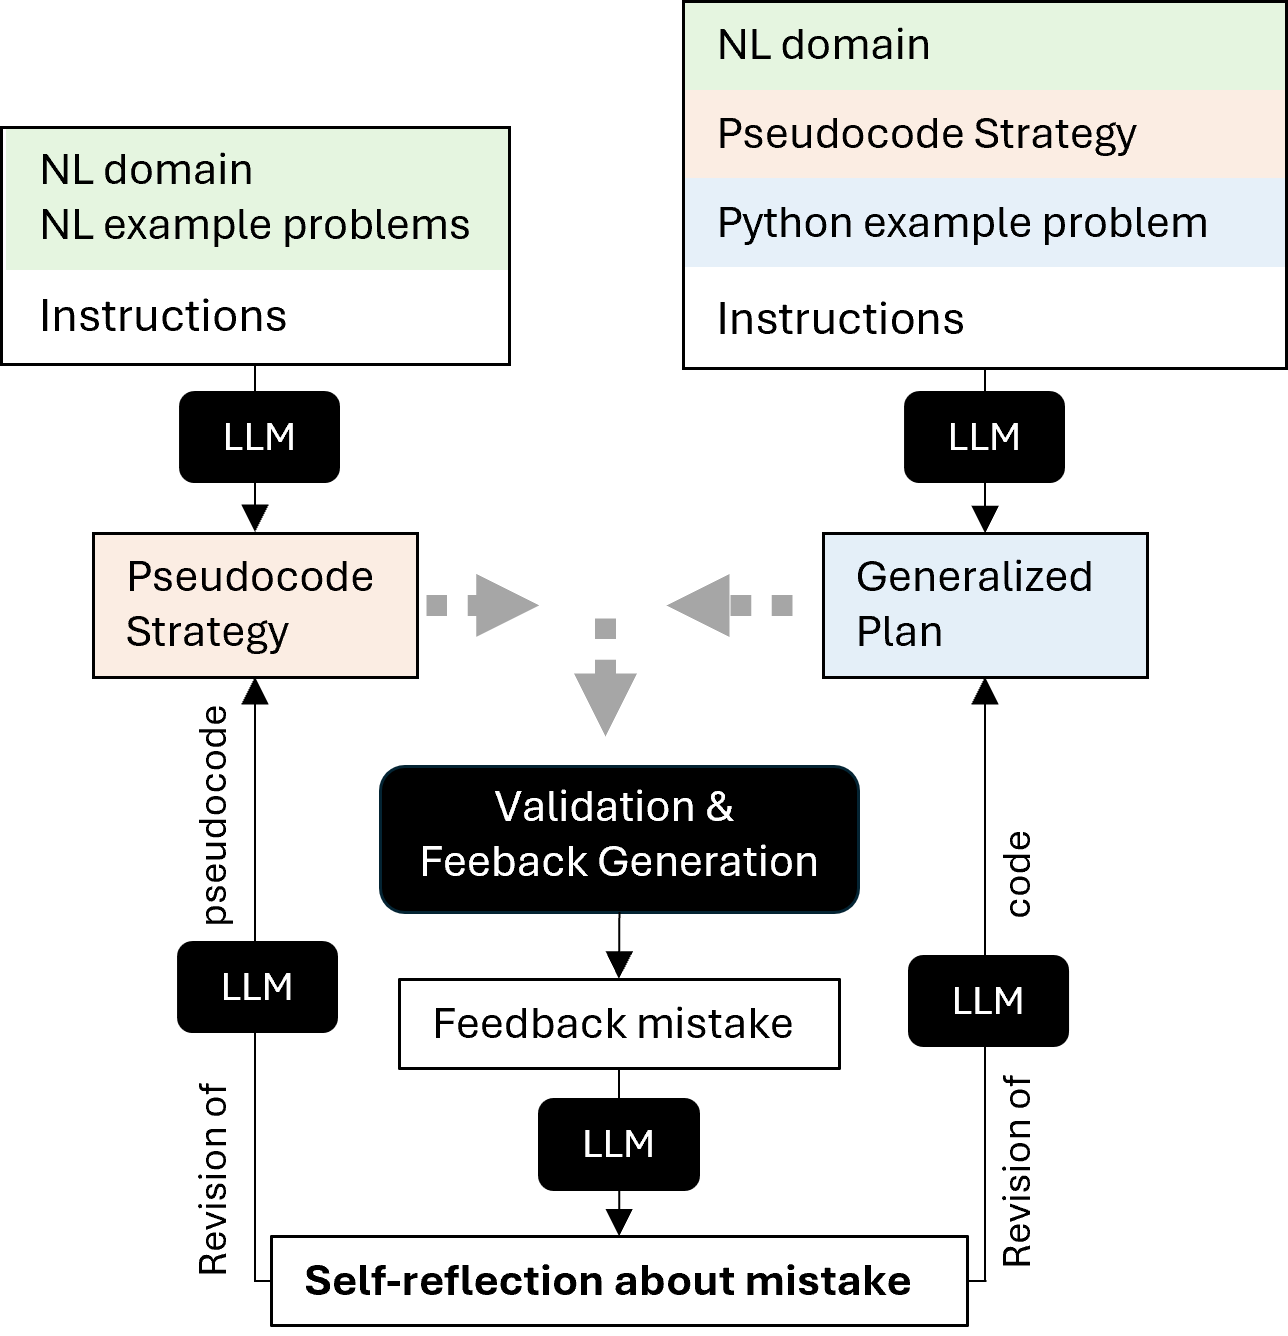 NL domain
NL example problems
Instructions
LLM
Pseudocode
Strategy
NL domain
Pseudocode Strategy
Python example problem
Instructions
LLM
Generalized
Plan
Validation &
Feeback Generation
Feedback mistake
LLM
Self-reflection about mistake
Revision of
LLM
pseudocode
Revision of
LLM
code